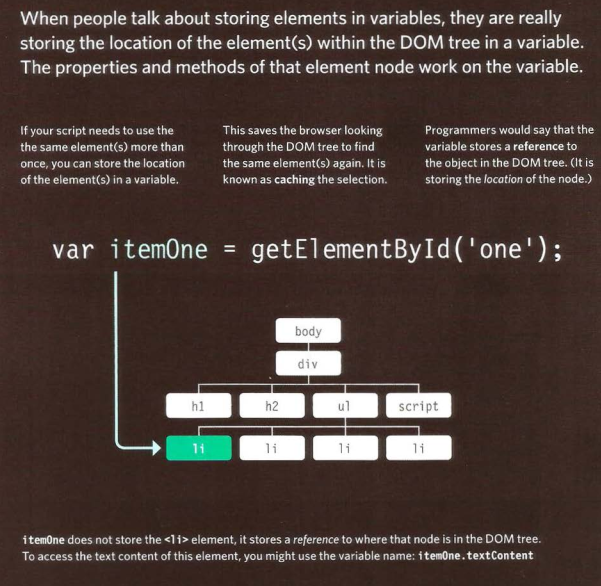 When people talk about storing elements in variables, they are really
storing the location of the element(s) within the DOM tree in a variable.
The properties and methods of that element node work on the variable.
If your script needs to use the
the same element(s) more than
once, you can store the location
of the element(s) in a variable.
This saves the browser looking
through the DOM tree to find
the same element(s) again. It is
known as caching the selection.
Programmers would say that the
variable stores a reference to
the object in the DOM tree. (It is
storing the location of the node.)
var itemOne = getElementById('one');
body
div
h1 h2 ul script
li li li li
itemOne does not store the <li> element, it stores a reference to where that node is in the DOM tree.
To access the text content of this element, you might use the variable name: itemOne.textContent